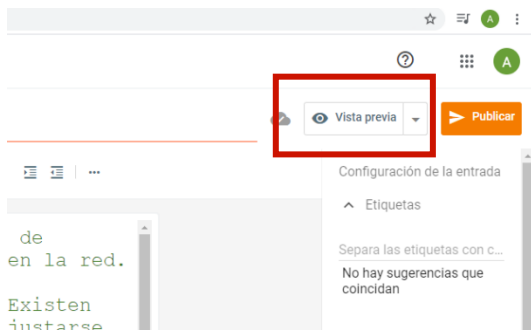 A
A
Vista previa
Publicar
Configuración de la entrada
Etiquetas
Separa las etiquetas con c...
No hay sugerencias que
coincidan
de
en la red.
Existen
justarse